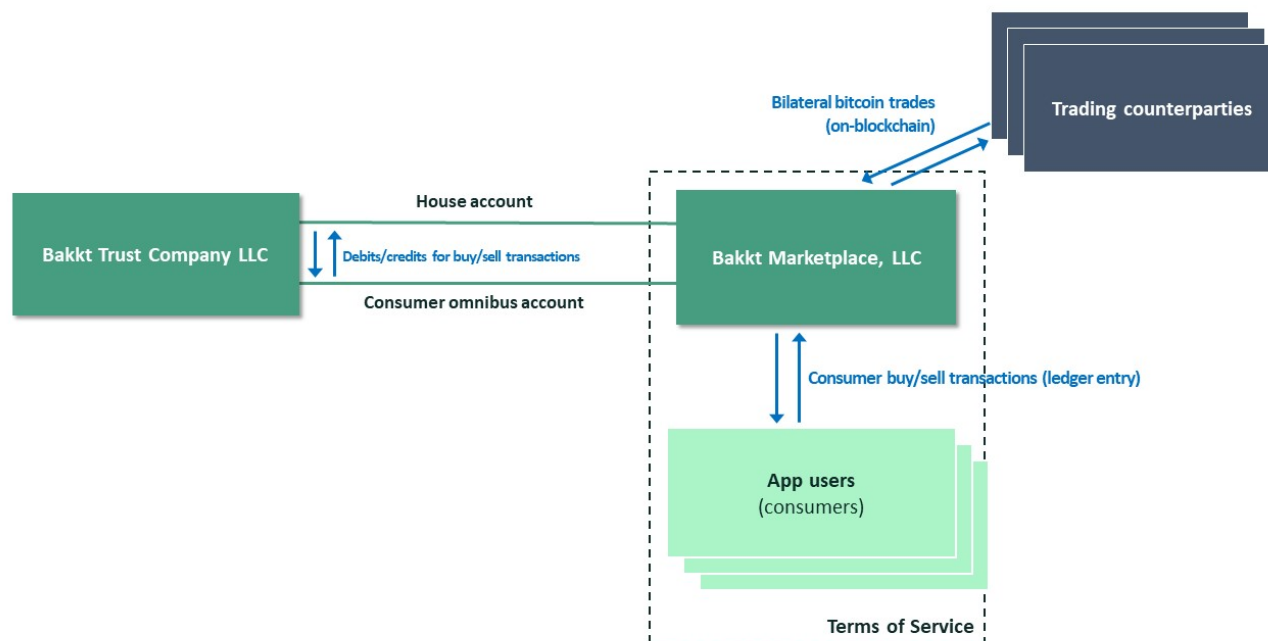 Bilateral bitcoin trades
(on-blockchain)
Trading counterparties
House account
Bakkt Trust Company LLC
Debits/credits for buy/sell transactions
Bakkt Marketplace, LLC
Consumer omnibus account
Consumer buy/sell transactions (ledger entry)
App users
(consumers)
Terms of Service